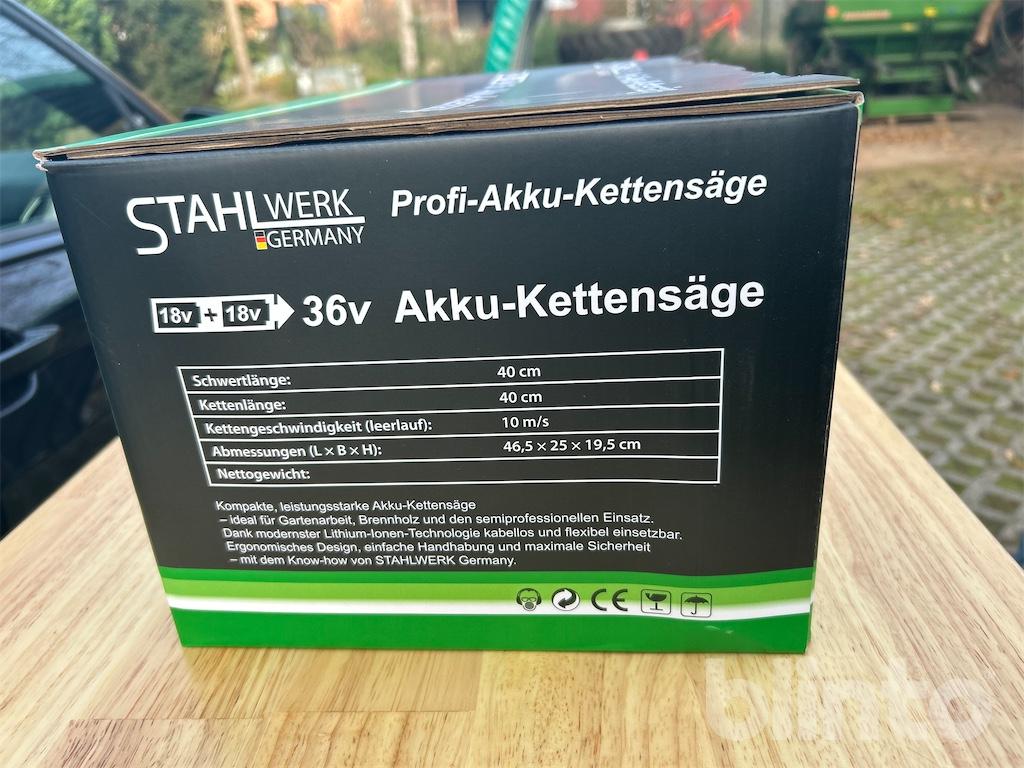 STAHLWERK GERMANY
Profi-Akku-Kettensäge
18v + 18v 36v Akku-Kettensäge
Schwertlänge: 40 cm
Kettenlänge: 40 cm
Kettengeschwindigkeit (leerlauf): 10 m/s
Abmessungen (L × B × H): 46,5 × 25 × 19,5 cm
Nettogewicht:
Kompakte, leistungsstarke Akku-Kettensäge
– ideal für Gartenarbeit, Brennholz und den semiprofessionellen Einsatz.
Dank modernster Lithium-Ionen-Technologie kabellos und flexibel einsetzbar.
Ergonomisches Design, einfache Handhabung und maximale Sicherheit
– mit dem Know-how von STAHLWERK Germany.
CE
blinto